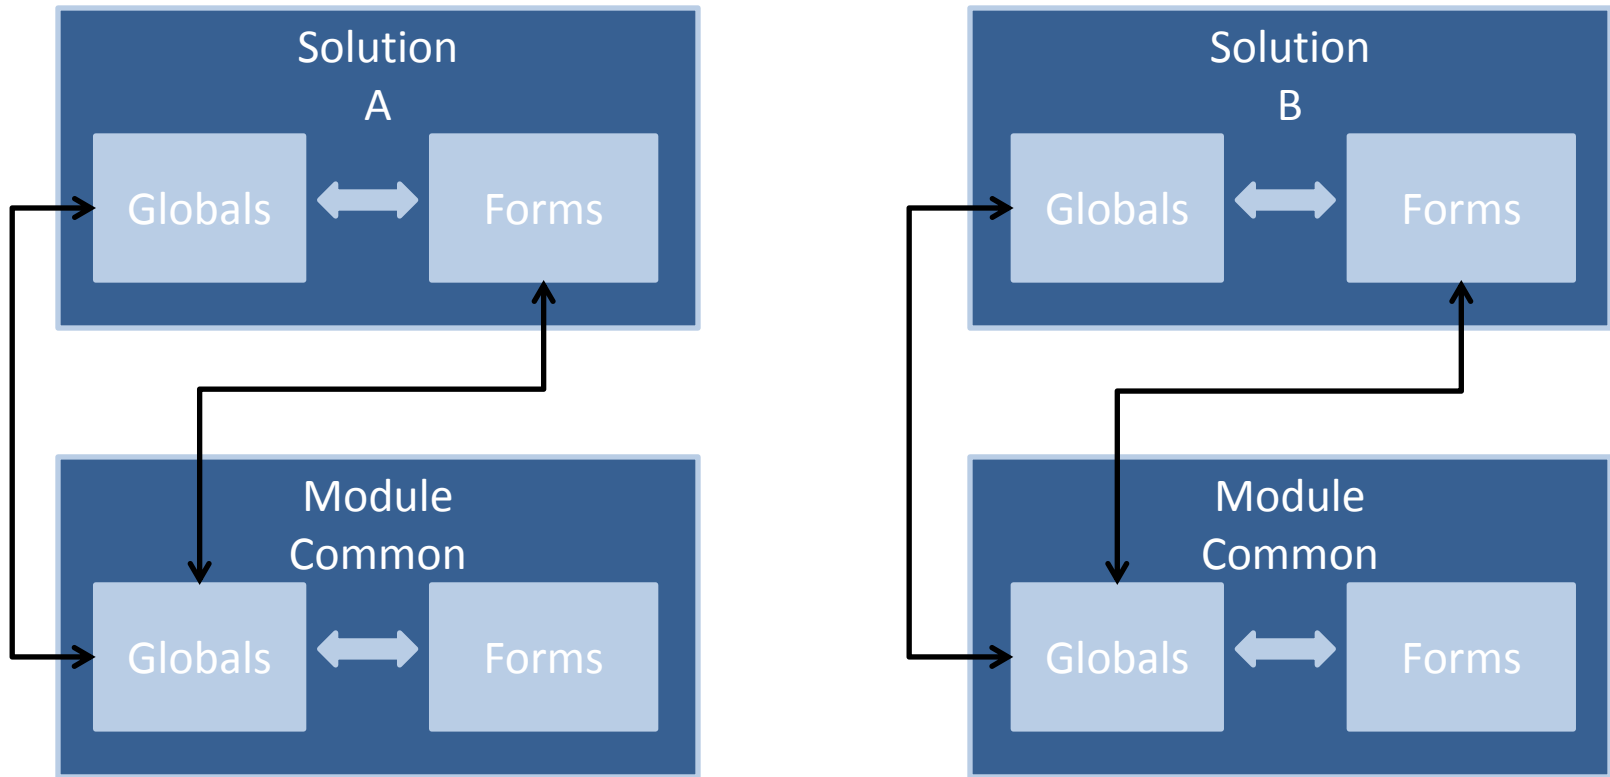 Solution
A
Globals
Forms
Module
Common
Globals
Forms
Solution
B
Globals
Forms
Module
Common
Globals
Forms